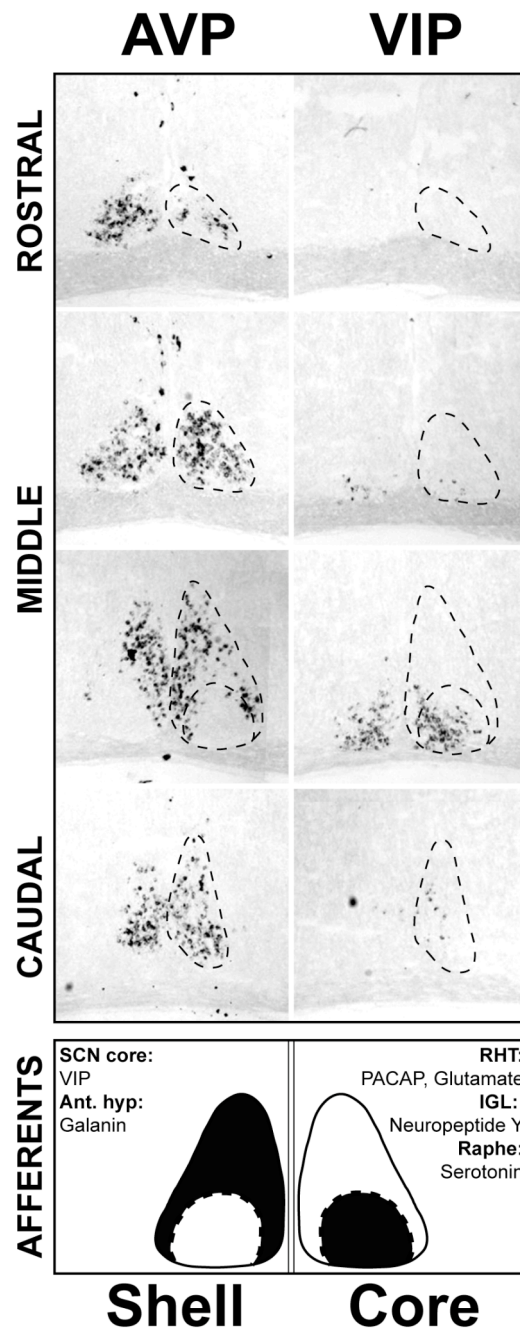 AVP
VIP
ROSTRAL
MIDDLE
CAUDAL
AFFERENTS
SCN core:
VIP
Ant. hyp:
Galanin
RHT:
PACAP, Glutamate
IGL:
Neuropeptide Y
Raphe:
Serotonin
Shell
Core